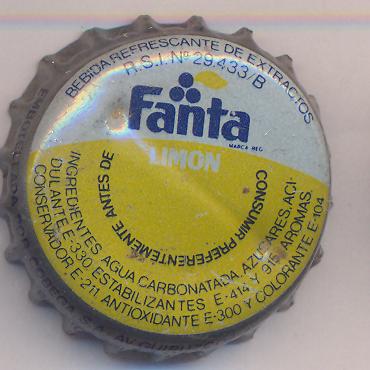 BEBIDA REFRESCANTE DE EXTRACTOS
R.S.I. Nº 29.433/B
Fanta
MARCA REG
LIMON
CONSUMIR PREFERENTEMENTE ANTES DE
INGREDIENTES AGUA CARBONATADA, AZUCARES, ACI-
DULANTE E-330 ESTABILIZANTES E-414 Y 915, AROMAS,
CONSERVADOR E-211 ANTIOXIDANTE E-300 Y COLORANTE E-104